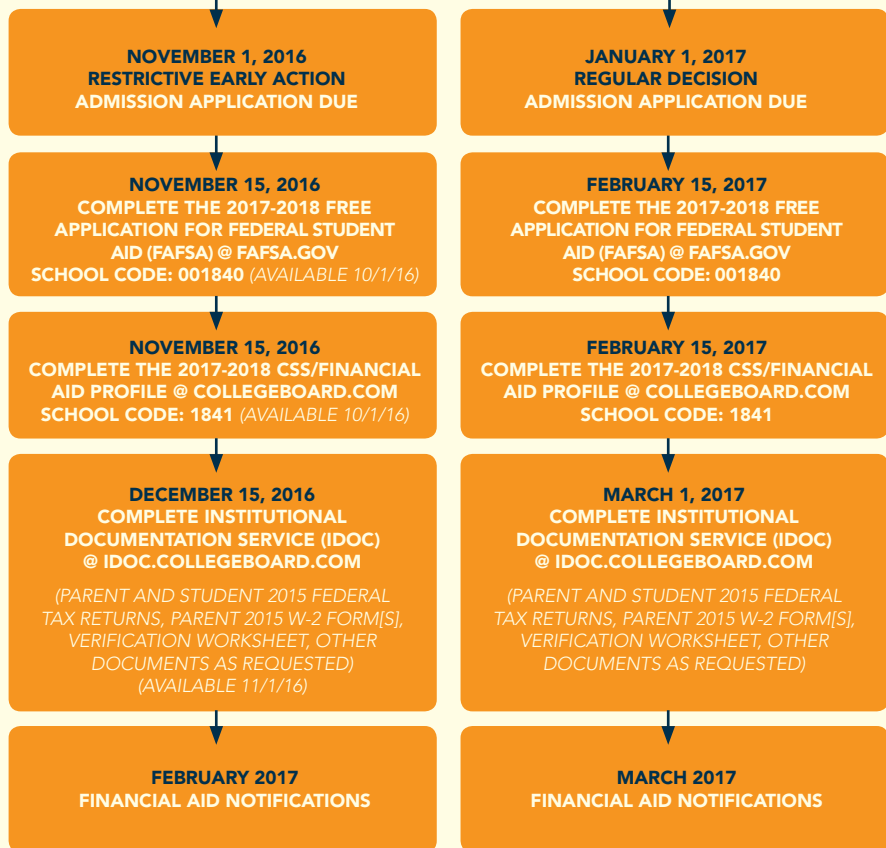 NOVEMBER 1, 2016
RESTRICTIVE EARLY ACTION
ADMISSION APPLICATION DUE
NOVEMBER 15, 2016
COMPLETE THE 2017-2018 FREE
APPLICATION FOR FEDERAL STUDENT
AID (FAFSA) @ FAFSA.GOV
SCHOOL CODE: 001840 (AVAILABLE 10/1/16)
NOVEMBER 15, 2016
COMPLETE THE 2017-2018 CSS/FINANCIAL
AID PROFILE @ COLLEGEBOARD.COM
SCHOOL CODE: 1841 (AVAILABLE 10/1/16)
DECEMBER 15, 2016
COMPLETE INSTITUTIONAL
DOCUMENTATION SERVICE (IDOC)
@ IDOC.COLLEGEBOARD.COM
(PARENT AND STUDENT 2015 FEDERAL
TAX RETURNS, PARENT 2015 W-2 FORM[S],
VERIFICATION WORKSHEET, OTHER
DOCUMENTS AS REQUESTED)
(AVAILABLE 11/1/16)
FEBRUARY 2017
FINANCIAL AID NOTIFICATIONS
JANUARY 1, 2017
REGULAR DECISION
ADMISSION APPLICATION DUE
FEBRUARY 15, 2017
COMPLETE THE 2017-2018 FREE
APPLICATION FOR FEDERAL STUDENT
AID (FAFSA) @ FAFSA.GOV
SCHOOL CODE: 001840
FEBRUARY 15, 2017
COMPLETE THE 2017-2018 CSS/FINANCIAL
AID PROFILE @ COLLEGEBOARD.COM
SCHOOL CODE: 1841
MARCH 1, 2017
COMPLETE INSTITUTIONAL
DOCUMENTATION SERVICE (IDOC)
@ IDOC.COLLEGEBOARD.COM
(PARENT AND STUDENT 2015 FEDERAL
TAX RETURNS, PARENT 2015 W-2 FORM[S],
VERIFICATION WORKSHEET, OTHER
DOCUMENTS AS REQUESTED)
MARCH 2017
FINANCIAL AID NOTIFICATIONS